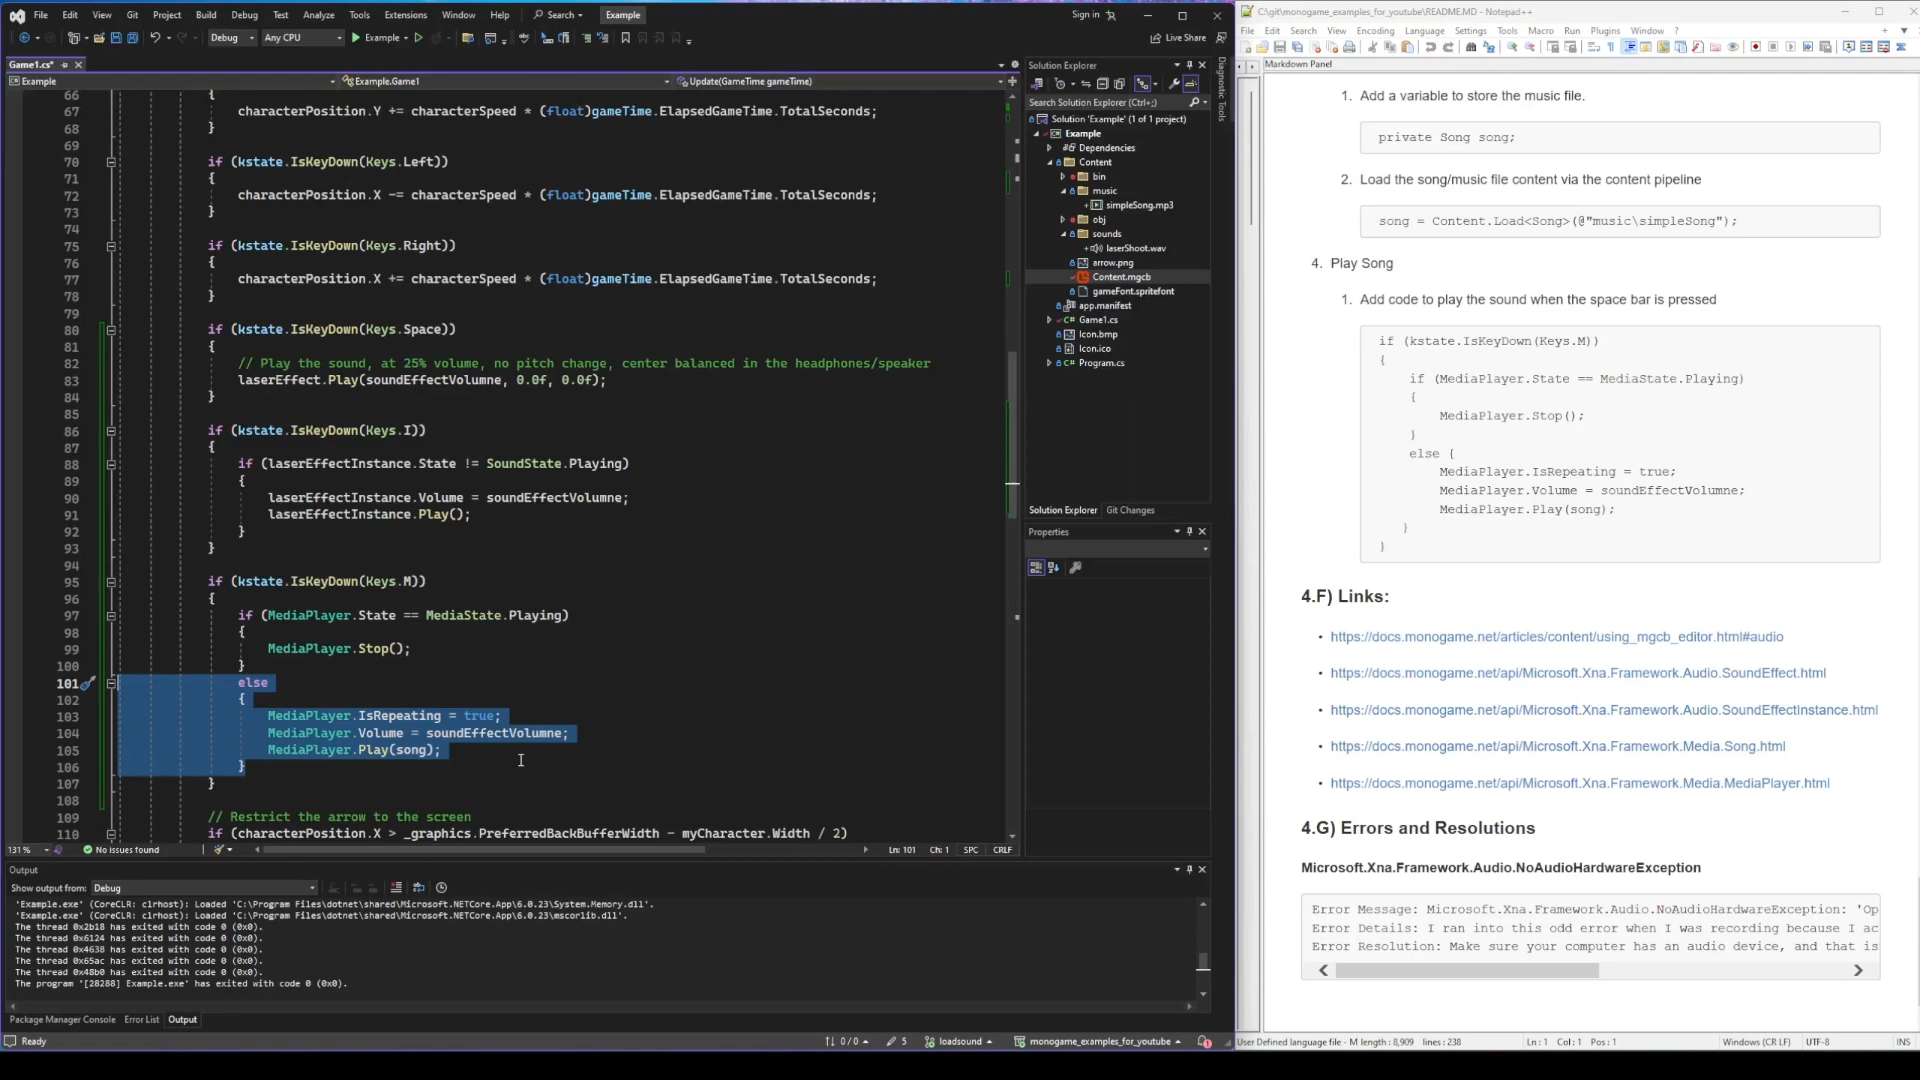 File Edit View Git Project Build Debug Test Analyze Tools Extensions Window Help Search Example Sign in
Debug Any CPU Example Live Share
Game1.cs*
Example Example.Game1 Update(GameTime gameTime)
66 {
67 characterPosition.Y += characterSpeed * (float)gameTime.ElapsedGameTime.TotalSeconds;
68 }
69
70 if (kstate.IsKeyDown(Keys.Left))
71 {
72 characterPosition.X -= characterSpeed * (float)gameTime.ElapsedGameTime.TotalSeconds;
73 }
74
75 if (kstate.IsKeyDown(Keys.Right))
76 {
77 characterPosition.X += characterSpeed * (float)gameTime.ElapsedGameTime.TotalSeconds;
78 }
79
80 if (kstate.IsKeyDown(Keys.Space))
81 {
82 // Play the sound, at 25% volume, no pitch change, center balanced in the headphones/speaker
83 laserEffect.Play(soundEffectVolumne, 0.0f, 0.0f);
84 }
85
86 if (kstate.IsKeyDown(Keys.I))
87 {
88 if (laserEffectInstance.State != SoundState.Playing)
89 {
90 laserEffectInstance.Volume = soundEffectVolumne;
91 laserEffectInstance.Play();
92 }
93 }
94
95 if (kstate.IsKeyDown(Keys.M))
96 {
97 if (MediaPlayer.State == MediaState.Playing)
98 {
99 MediaPlayer.Stop();
100 }
101 else
102 {
103 MediaPlayer.IsRepeating = true;
104 MediaPlayer.Volume = soundEffectVolumne;
105 MediaPlayer.Play(song);
106 }
107 }
108
109 // Restrict the arrow to the screen
110 if (characterPosition.X > _graphics.PreferredBackBufferWidth - myCharacter.Width / 2)
131 % No issues found Ln: 101 Ch: 1 SPC CRLF
Output
Show output from: Debug
'Example.exe' (CoreCLR: clrhost): Loaded 'C:\Program Files\dotnet\shared\Microsoft.NETCore.App\6.0.23\System.Memory.dll'.
'Example.exe' (CoreCLR: clrhost): Loaded 'C:\Program Files\dotnet\shared\Microsoft.NETCore.App\6.0.23\mscorlib.dll'.
The thread 0x2b18 has exited with code 0 (0x0).
The thread 0x6124 has exited with code 0 (0x0).
The thread 0x4638 has exited with code 0 (0x0).
The thread 0x65ac has exited with code 0 (0x0).
The thread 0x48b0 has exited with code 0 (0x0).
The program '[28288] Example.exe' has exited with code 0 (0x0).
Package Manager Console Error List Output
Ready 0 / 0 5 loadsound monogame_examples_for_youtube
Solution Explorer
Search Solution Explorer (Ctrl+;)
Solution 'Example' (1 of 1 project)
Example
Dependencies
Content
bin
music
simpleSong.mp3
obj
sounds
laserShoot.wav
arrow.png
Content.mgcb
gameFont.spritefont
app.manifest
Game1.cs
Icon.bmp
Icon.ico
Program.cs
Solution Explorer Git Changes
Properties
Diagnostic Tools
C:\git\monogame_examples_for_youtube\README.MD - Notepad++
File Edit Search View Encoding Language Settings Tools Macro Run Plugins Window ?
Markdown Panel
1. Add a variable to store the music file.
private Song song;
2. Load the song/music file content via the content pipeline
song = Content.Load<Song>(@"music\simpleSong");
4. Play Song
1. Add code to play the sound when the space bar is pressed
if (kstate.IsKeyDown(Keys.M))
{
if (MediaPlayer.State == MediaState.Playing)
{
MediaPlayer.Stop();
}
else {
MediaPlayer.IsRepeating = true;
MediaPlayer.Volume = soundEffectVolumne;
MediaPlayer.Play(song);
}
}
4.F) Links:
• https://docs.monogame.net/articles/content/using_mgcb_editor.html#audio
• https://docs.monogame.net/api/Microsoft.Xna.Framework.Audio.SoundEffect.html
• https://docs.monogame.net/api/Microsoft.Xna.Framework.Audio.SoundEffectInstance.html
• https://docs.monogame.net/api/Microsoft.Xna.Framework.Media.Song.html
• https://docs.monogame.net/api/Microsoft.Xna.Framework.Media.MediaPlayer.html
4.G) Errors and Resolutions
Microsoft.Xna.Framework.Audio.NoAudioHardwareException
Error Message: Microsoft.Xna.Framework.Audio.NoAudioHardwareException: 'Op
Error Details: I ran into this odd error when I was recording because I ac
Error Resolution: Make sure your computer has an audio device, and that is
User Defined language file - M length : 8,909 lines : 238 Ln : 1 Col : 1 Pos : 1 Windows (CR LF) UTF-8 INS